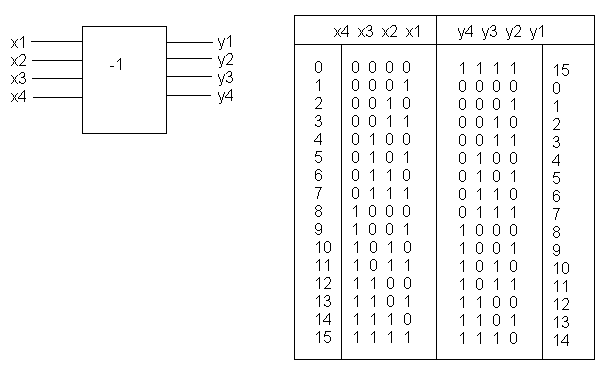 x1
x2
x3
x4
-1
y1
y2
y3
y4
x4 x3 x2 x1 y4 y3 y2 y1
0 0 0 0 0 1 1 1 1 15
1 0 0 0 1 0 0 0 0 0
2 0 0 1 1 0 0 0 1 1
3 0 0 1 1 0 0 1 0 2
4 0 1 0 0 0 0 1 1 3
5 0 1 0 1 0 1 0 0 4
6 0 1 1 0 0 1 0 1 5
7 0 1 1 1 0 1 1 0 6
8 1 0 0 0 0 1 1 1 7
9 1 0 0 1 1 0 0 0 8
10 1 0 1 0 1 0 0 1 9
11 1 0 1 1 1 0 1 0 10
12 1 1 0 0 1 0 1 1 11
13 1 1 0 1 1 1 0 0 12
14 1 1 1 0 1 1 0 1 13
15 1 1 1 1 1 1 1 0 14